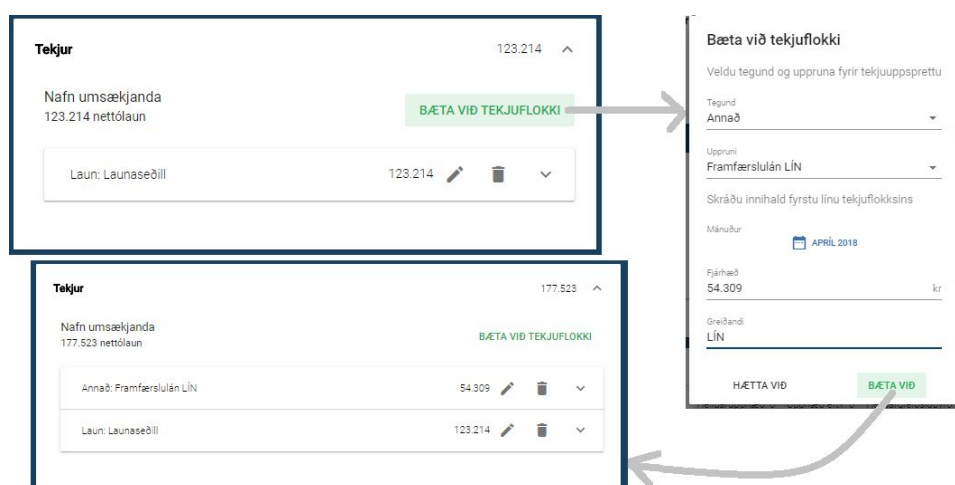 Tekjur 123.214
Nafn umsækjanda
123.214 nettólaun
BÆTA VIÐ TEKJUFLOKKI
Laun: Launaseðill 123.214
Bæta við tekjuflokki
Veldu tegund og uppruna fyrir tekjuuppsprettu
Tegund
Annað
Uppruni
Framfærslulán LÍN
Skráðu innihald fyrstu línu tekjuflokksins
Mánuður
APRÍL 2018
Fjárhæð
54.309 kr
Greiðandi
LÍN
HÆTTA VIÐ BÆTA VIÐ
Tekjur 177.523
Nafn umsækjanda
177.523 nettólaun
BÆTA VIÐ TEKJUFLOKKI
Annað: Framfærslulán LÍN 54.309
Laun: Launaseðill 123.214